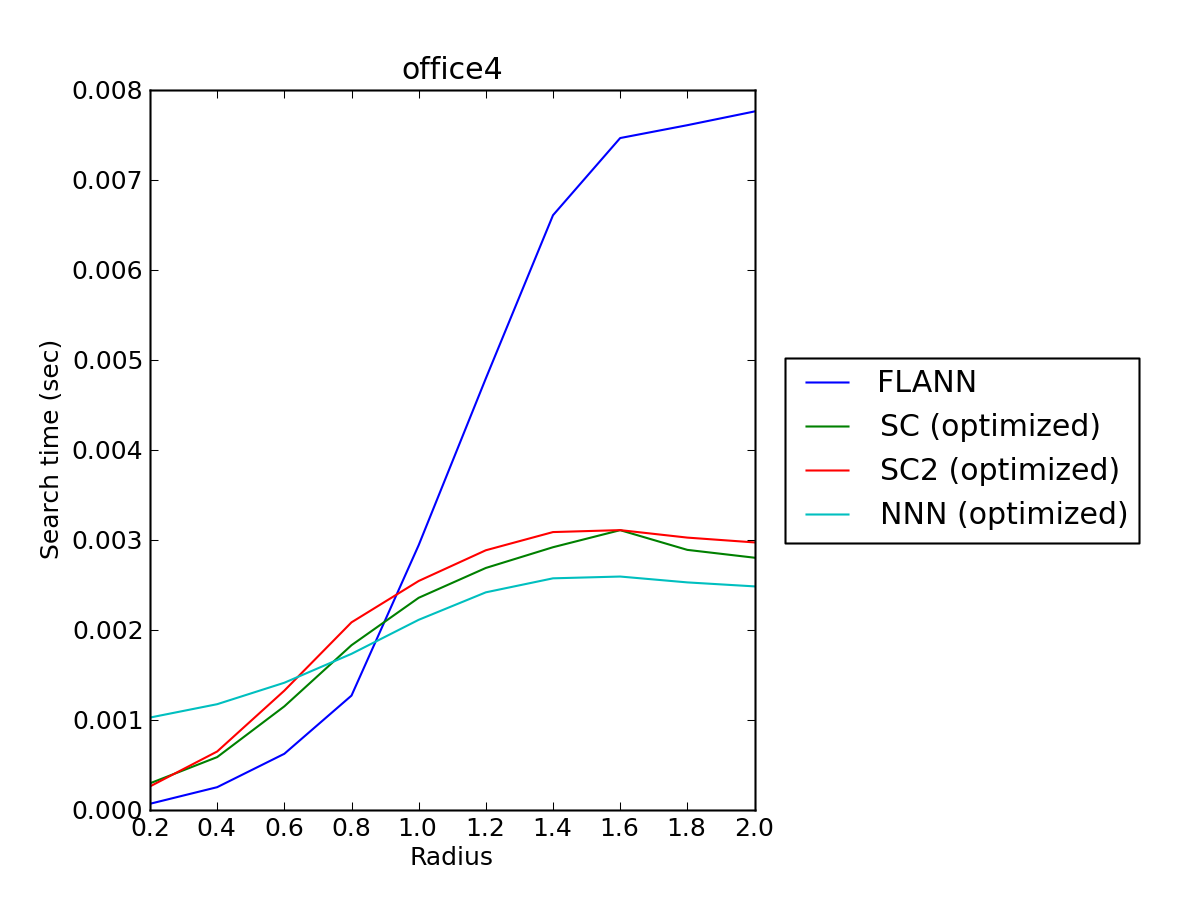 office4
0.008
0.007
0.006
0.005
0.004
0.003
0.002
0.001
0.000
Search time (sec)
0.2 0.4 0.6 0.8 1.0 1.2 1.4 1.6 1.8 2.0
Radius
FLANN
SC (optimized)
SC2 (optimized)
NNN (optimized)